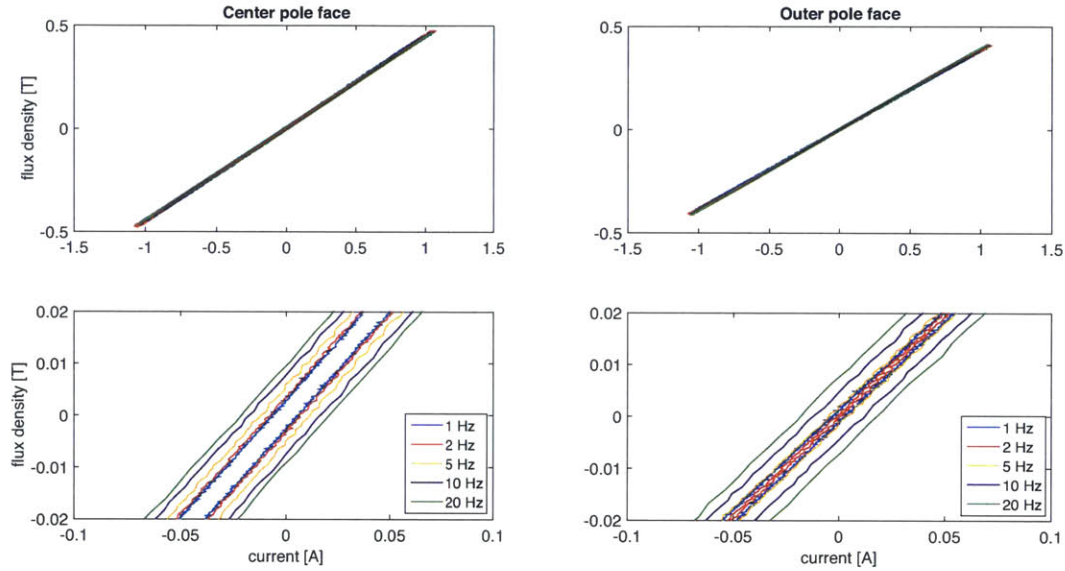 Center pole face
Outer pole face
0.5
0
-0.5
flux density [T]
-1.5 -1 -0.5 0 0.5 1 1.5
0.5
0
-0.5
-1.5 -1 -0.5 0 0.5 1 1.5
0.02
0.01
0
-0.01
-0.02
flux density [T]
-0.1 -0.05 0 0.05 0.1
current [A]
1 Hz
2 Hz
5 Hz
10 Hz
20 Hz
0.02
0.01
0
-0.01
-0.02
-0.1 -0.05 0 0.05 0.1
current [A]
1 Hz
2 Hz
5 Hz
10 Hz
20 Hz